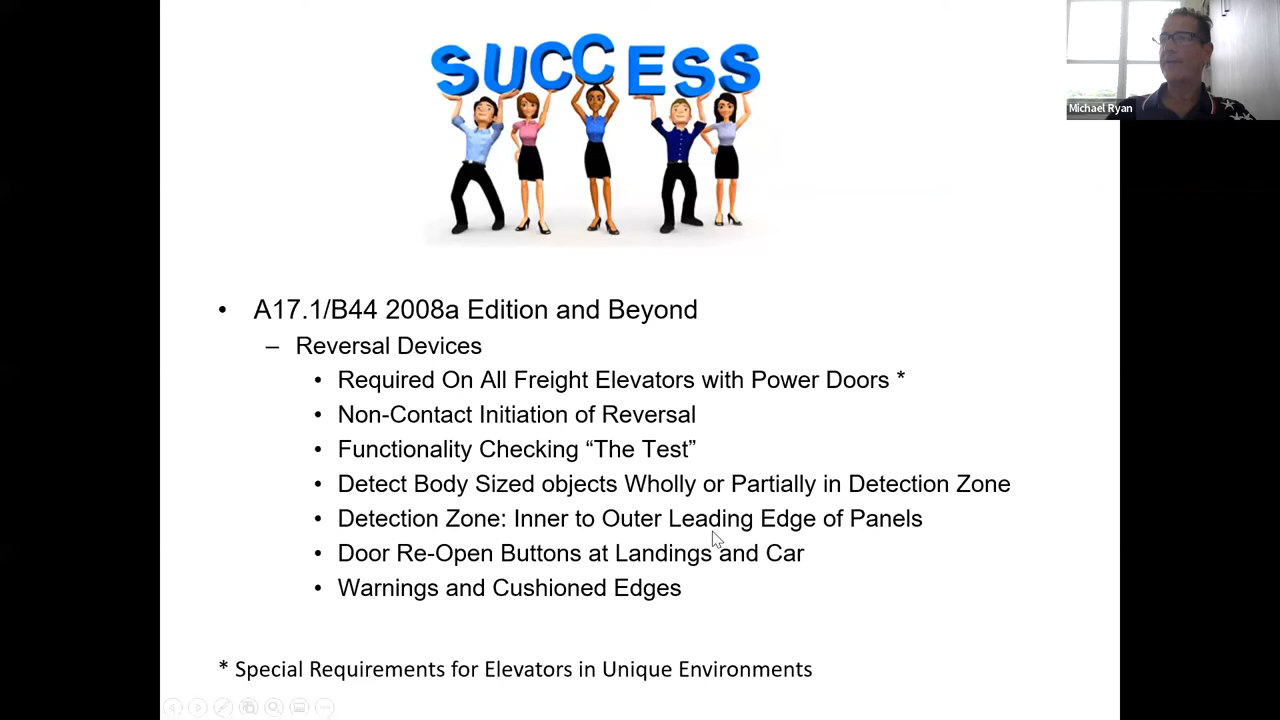 SUCCESS
Michael Ryan
• A17.1/B44 2008a Edition and Beyond
– Reversal Devices
• Required On All Freight Elevators with Power Doors *
• Non-Contact Initiation of Reversal
• Functionality Checking “The Test”
• Detect Body Sized objects Wholly or Partially in Detection Zone
• Detection Zone: Inner to Outer Leading Edge of Panels
• Door Re-Open Buttons at Landings and Car
• Warnings and Cushioned Edges
* Special Requirements for Elevators in Unique Environments